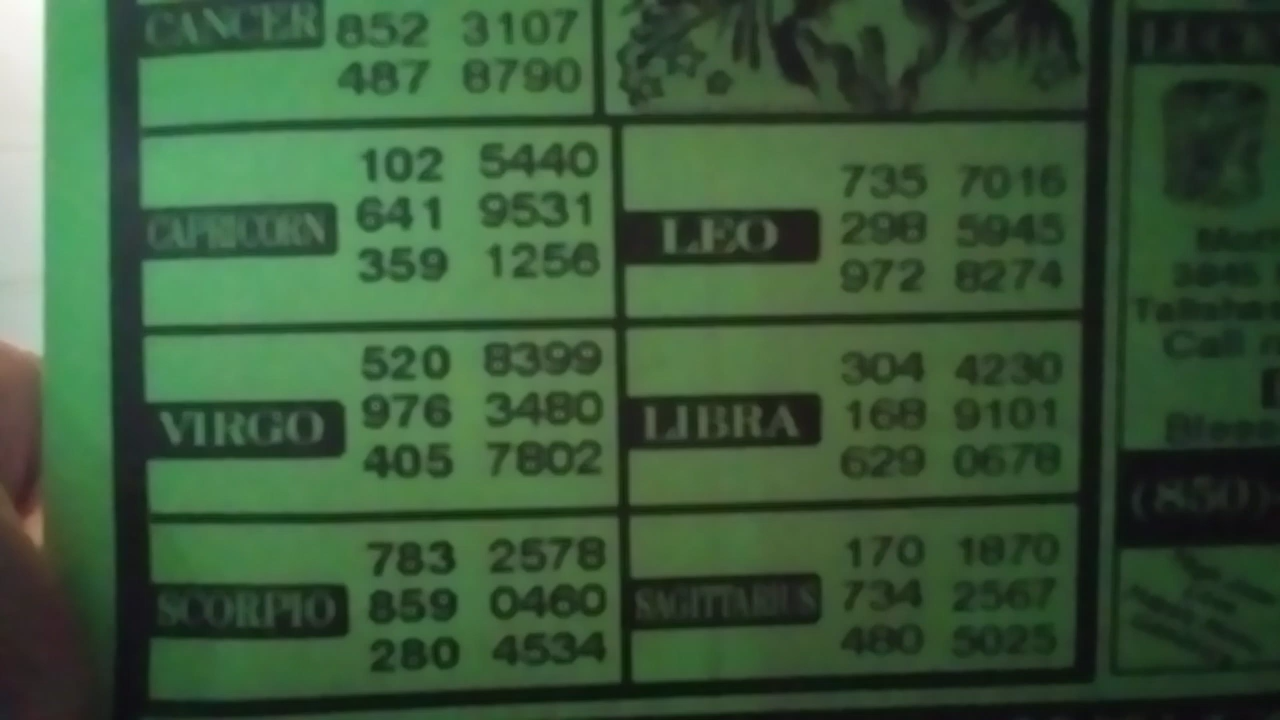 CANCER 852 3107
487 8790
102 5440
CAPRICORN 641 9531
359 1256
735 7016
LEO 298 5945
972 8274
520 8399
VIRGO 976 3480
405 7802
304 4230
LIBRA 168 9101
629 0678
783 2578
SCORPIO 859 0460
280 4534
170 1870
SAGITTARIUS 734 2567
480 5025
3845
Call
(850)